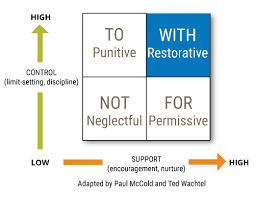 HIGH
TO WITH
Punitive Restorative
CONTROL
(limit-setting, discipline)
NOT FOR
Neglectful Permissive
LOW SUPPORT HIGH
(encouragement, nurture)
Adapted by Paul McCold and Ted Wachtel